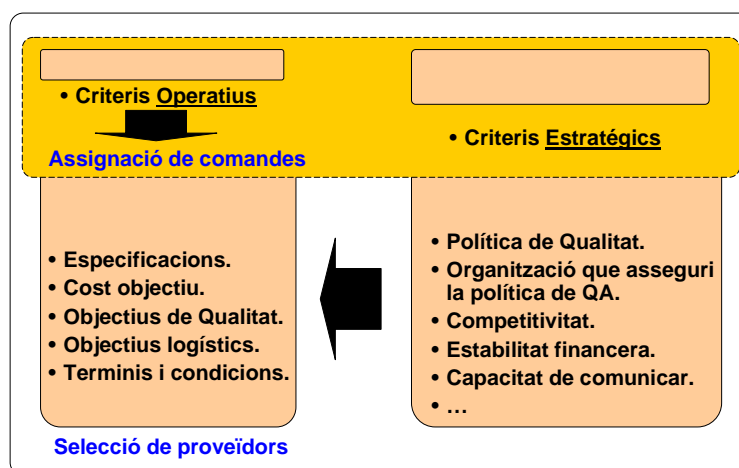 • Criteris Operatius
Assignació de comandes
• Criteris Estratégics
• Especificacions.
• Cost objectiu.
• Objectius de Qualitat.
• Objectius logístics.
• Terminis i condicions.
• Política de Qualitat.
• Organització que asseguri
la política de QA.
• Competitivitat.
• Estabilitat financera.
• Capacitat de comunicar.
• …
Selecció de proveïdors